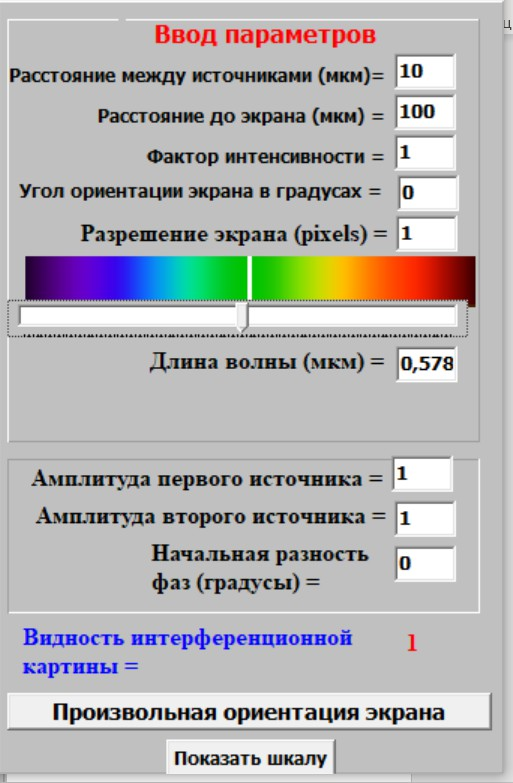 Ввод параметров
Расстояние между источниками (мкм)= 10
Расстояние до экрана (мкм) = 100
Фактор интенсивности = 1
Угол ориентации экрана в градусах = 0
Разрешение экрана (pixels) = 1
Длина волны (мкм) = 0,578
Амплитуда первого источника = 1
Амплитуда второго источника = 1
Начальная разность
фаз (градусы) = 0
Видность интерференционной 1
картины =
Произвольная ориентация экрана
Показать шкалу